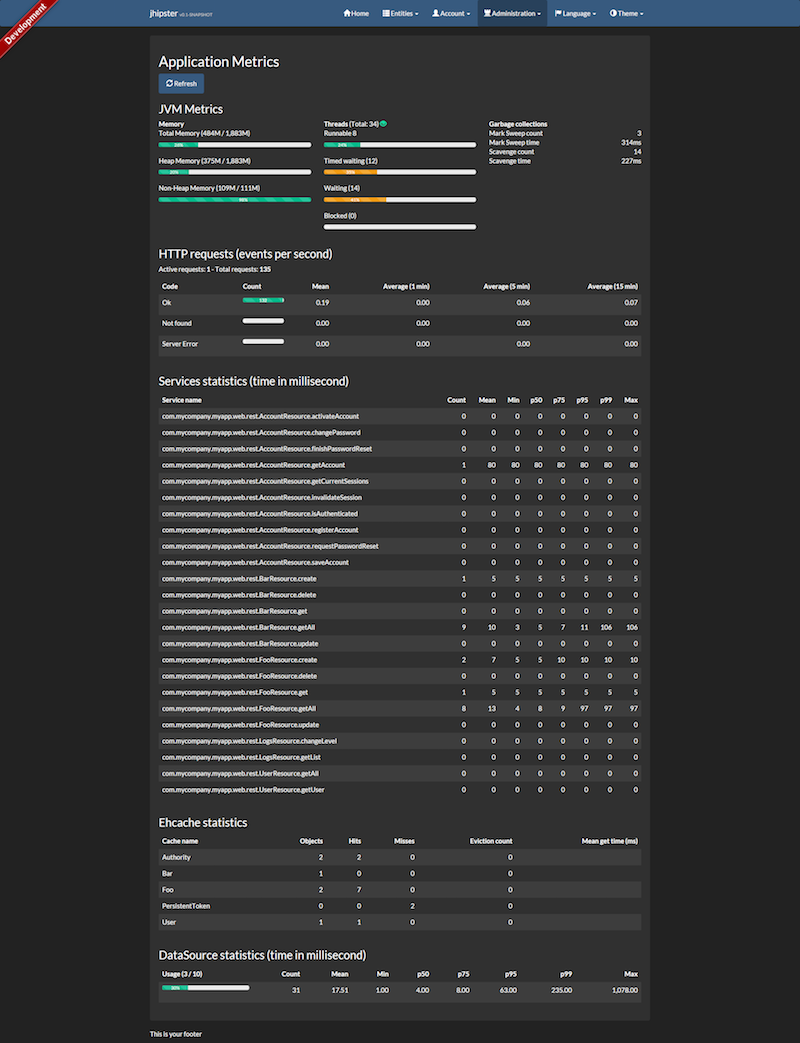 Development
jhipster v0.1-SNAPSHOT Home Entities Account Administration Language Theme
Application Metrics
Refresh
JVM Metrics
Memory
Total Memory (484M / 1,883M)
Heap Memory (375M / 1,883M)
Non-Heap Memory (109M / 111M)
Threads (Total: 34)
Runnable 8
24%
Timed waiting (12)
Waiting (14)
Blocked (0)
Garbage collections
Mark Sweep count 3
Mark Sweep time 314ms
Scavenge count 14
Scavenge time 227ms
HTTP requests (events per second)
Active requests: 1 - Total requests: 135
Code Count Mean Average (1 min) Average (5 min) Average (15 min)
Ok 0.19 0.00 0.06 0.07
Not found 0.00 0.00 0.00 0.00
Server Error 0.00 0.00 0.00 0.00
Services statistics (time in millisecond)
Service name Count Mean Min p50 p75 p95 p99 Max
com.mycompany.myapp.web.rest.AccountResource.activateAccount 0 0 0 0 0 0 0 0
com.mycompany.myapp.web.rest.AccountResource.changePassword 0 0 0 0 0 0 0 0
com.mycompany.myapp.web.rest.AccountResource.finishPasswordReset 0 0 0 0 0 0 0 0
com.mycompany.myapp.web.rest.AccountResource.getAccount 1 80 80 80 80 80 80 80
com.mycompany.myapp.web.rest.AccountResource.getCurrentSessions 0 0 0 0 0 0 0 0
com.mycompany.myapp.web.rest.AccountResource.invalidateSession 0 0 0 0 0 0 0 0
com.mycompany.myapp.web.rest.AccountResource.isAuthenticated 0 0 0 0 0 0 0 0
com.mycompany.myapp.web.rest.AccountResource.registerAccount 0 0 0 0 0 0 0 0
com.mycompany.myapp.web.rest.AccountResource.requestPasswordReset 0 0 0 0 0 0 0 0
com.mycompany.myapp.web.rest.AccountResource.saveAccount 0 0 0 0 0 0 0 0
com.mycompany.myapp.web.rest.BarResource.create 1 5 5 5 5 5 5 5
com.mycompany.myapp.web.rest.BarResource.delete 0 0 0 0 0 0 0 0
com.mycompany.myapp.web.rest.BarResource.get 0 0 0 0 0 0 0 0
com.mycompany.myapp.web.rest.BarResource.getAll 9 10 3 5 7 11 106 106
com.mycompany.myapp.web.rest.BarResource.update 0 0 0 0 0 0 0 0
com.mycompany.myapp.web.rest.FooResource.create 2 7 5 5 10 10 10 10
com.mycompany.myapp.web.rest.FooResource.delete 0 0 0 0 0 0 0 0
com.mycompany.myapp.web.rest.FooResource.get 1 5 5 5 5 5 5 5
com.mycompany.myapp.web.rest.FooResource.getAll 8 13 4 8 9 97 97 97
com.mycompany.myapp.web.rest.FooResource.update 0 0 0 0 0 0 0 0
com.mycompany.myapp.web.rest.LogsResource.changeLevel 0 0 0 0 0 0 0 0
com.mycompany.myapp.web.rest.LogsResource.getList 0 0 0 0 0 0 0 0
com.mycompany.myapp.web.rest.UserResource.getAll 0 0 0 0 0 0 0 0
com.mycompany.myapp.web.rest.UserResource.getUser 0 0 0 0 0 0 0 0
Ehcache statistics
Cache name Objects Hits Misses Eviction count Mean get time (ms)
Authority 2 2 0 0
Bar 1 0 0 0
Foo 2 7 0 0
PersistentToken 0 0 2 0
User 1 1 0 0
DataSource statistics (time in millisecond)
Usage (3 / 10) Count Mean Min p50 p75 p95 p99 Max
30% 31 17.51 1.00 4.00 8.00 63.00 235.00 1,078.00
This is your footer